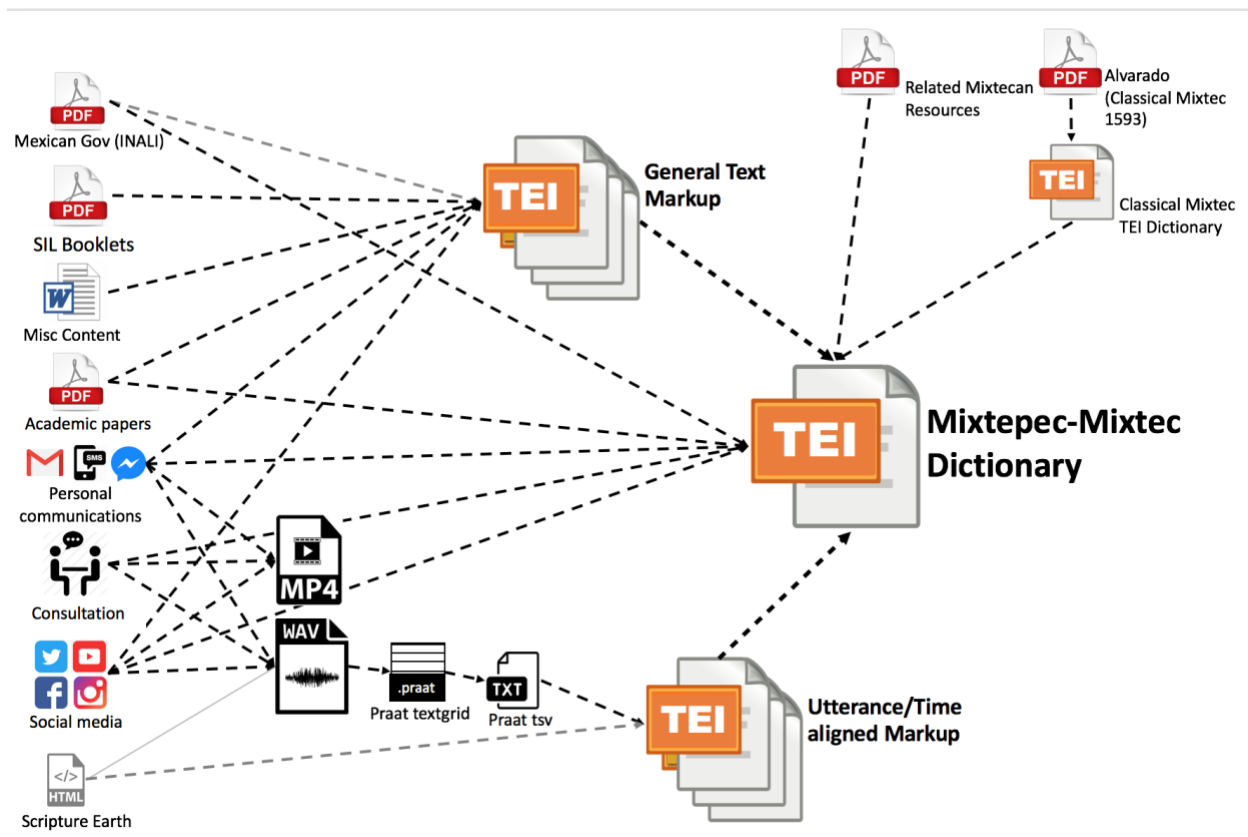 PDF
Mexican Gov (INALI)
PDF
SIL Booklets
W
Misc Content
PDF
Academic papers
SMS
Personal
communications
Consultation
Social media
</>
HTML
Scripture Earth
MP4
WAV
.praat
Praat textgrid
TXT
Praat tsv
TEI
General Text
Markup
PDF
Related Mixtecan
Resources
PDF
Alvarado
(Classical Mixtec
1593)
TEI
Classical Mixtec
TEI Dictionary
TEI
Mixtepec-Mixtec
Dictionary
TEI
Utterance/Time
aligned Markup